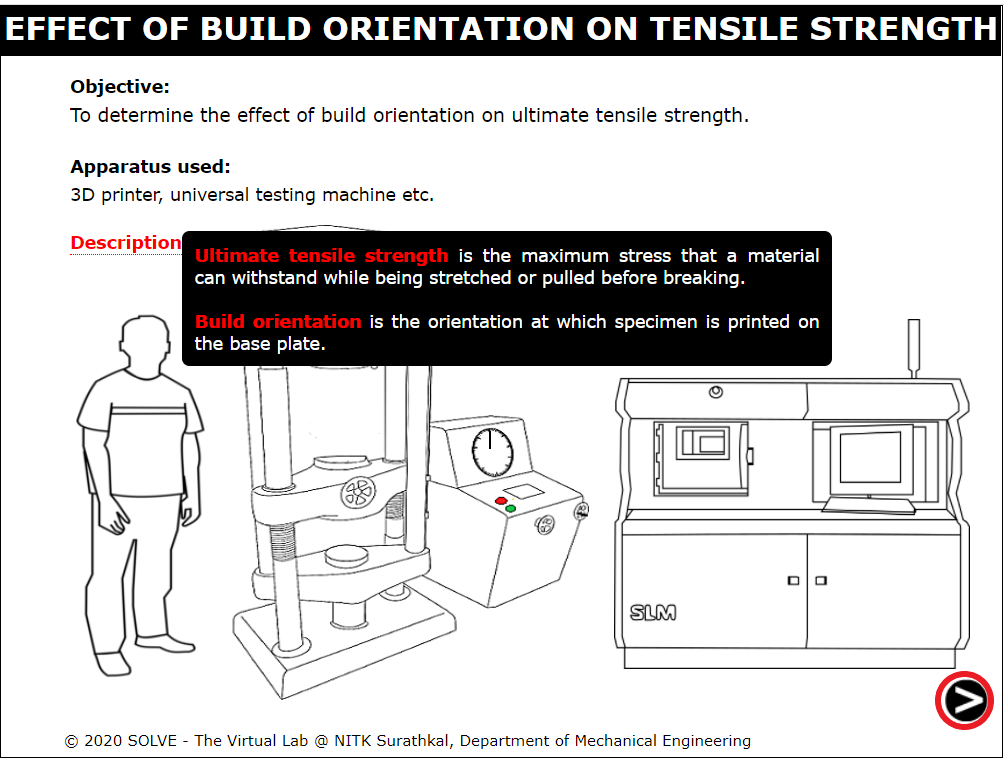 EFFECT OF BUILD ORIENTATION ON TENSILE STRENGTH
Objective:
To determine the effect of build orientation on ultimate tensile strength.
Apparatus used:
3D printer, universal testing machine etc.
Description
Ultimate tensile strength is the maximum stress that a material
can withstand while being stretched or pulled before breaking.
Build orientation is the orientation at which specimen is printed on
the base plate.
SLM
© 2020 SOLVE - The Virtual Lab @ NITK Surathkal, Department of Mechanical Engineering